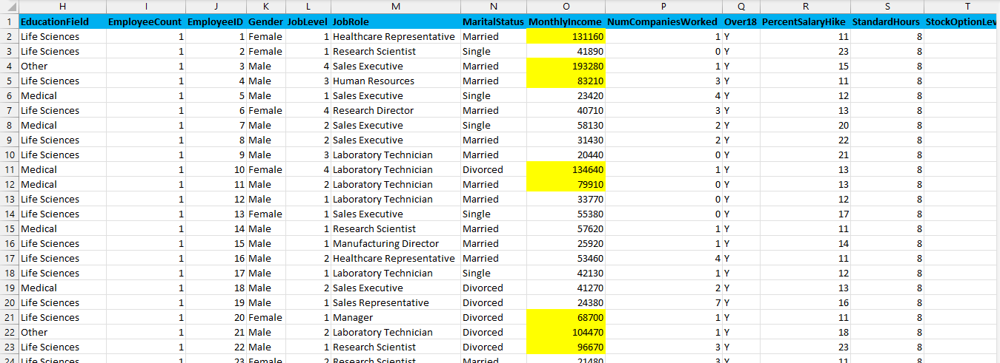 H I J K L M N O P Q R S T
1 EducationField EmployeeCount EmployeeID Gender JobLevel JobRole MaritalStatus MonthlyIncome NumCompaniesWorked Over18 PercentSalaryHike StandardHours StockOptionLev
2 Life Sciences 1 1 Female 1 Healthcare Representative Married 131160 1 Y 11 8
3 Life Sciences 1 2 Female 1 Research Scientist Single 41890 0 Y 23 8
4 Other 1 3 Male 4 Sales Executive Married 193280 1 Y 15 8
5 Life Sciences 1 4 Male 3 Human Resources Married 83210 3 Y 11 8
6 Medical 1 5 Male 1 Sales Executive Single 23420 4 Y 12 8
7 Life Sciences 1 6 Female 4 Research Director Married 40710 3 Y 13 8
8 Medical 1 7 Male 2 Sales Executive Single 58130 2 Y 20 8
9 Life Sciences 1 8 Male 2 Sales Executive Married 31430 2 Y 22 8
10 Life Sciences 1 9 Male 3 Laboratory Technician Married 20440 0 Y 21 8
11 Medical 1 10 Female 4 Laboratory Technician Divorced 134640 1 Y 13 8
12 Medical 1 11 Male 2 Laboratory Technician Married 79910 0 Y 13 8
13 Life Sciences 1 12 Male 1 Laboratory Technician Married 33770 0 Y 12 8
14 Life Sciences 1 13 Female 1 Sales Executive Single 55380 0 Y 17 8
15 Medical 1 14 Male 1 Research Scientist Married 57620 1 Y 11 8
16 Life Sciences 1 15 Male 1 Manufacturing Director Married 25920 1 Y 14 8
17 Life Sciences 1 16 Male 2 Healthcare Representative Married 53460 4 Y 11 8
18 Life Sciences 1 17 Male 1 Laboratory Technician Single 42130 1 Y 12 8
19 Medical 1 18 Male 2 Sales Executive Divorced 41270 2 Y 13 8
20 Life Sciences 1 19 Male 1 Sales Representative Divorced 24380 7 Y 16 8
21 Life Sciences 1 20 Female 1 Manager Divorced 68700 1 Y 11 8
22 Other 1 21 Male 2 Laboratory Technician Divorced 104470 1 Y 18 8
23 Life Sciences 1 22 Male 1 Research Scientist Divorced 96670 3 Y 23 8
24 Life Sciences 1 23 Female 2 Research Scientist Married 21480 3 Y 11 8